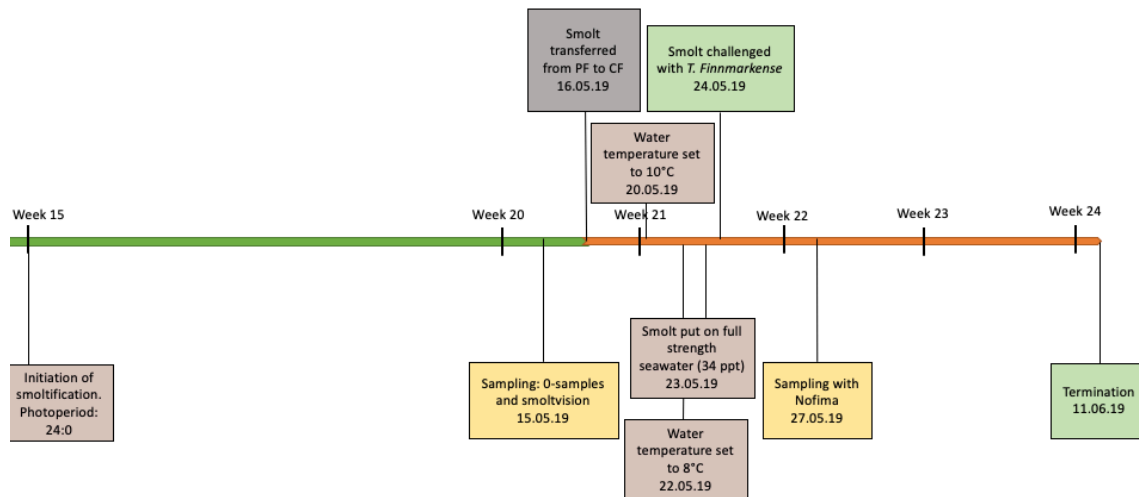 Smolt
transferred
from PF to CF
16.05.19
Smolt challenged
with T. Finnmarkense
24.05.19
Water
temperature set
to 10°C
20.05.19
Week 15
Week 20
Week 21
Week 22
Week 23
Week 24
Initiation of
smoltification.
Photoperiod:
24:0
Sampling: 0-samples
and smoltvision
15.05.19
Smolt put on full
strength
seawater (34 ppt)
23.05.19
Water
temperature set
to 8°C
22.05.19
Sampling with
Nofima
27.05.19
Termination
11.06.19